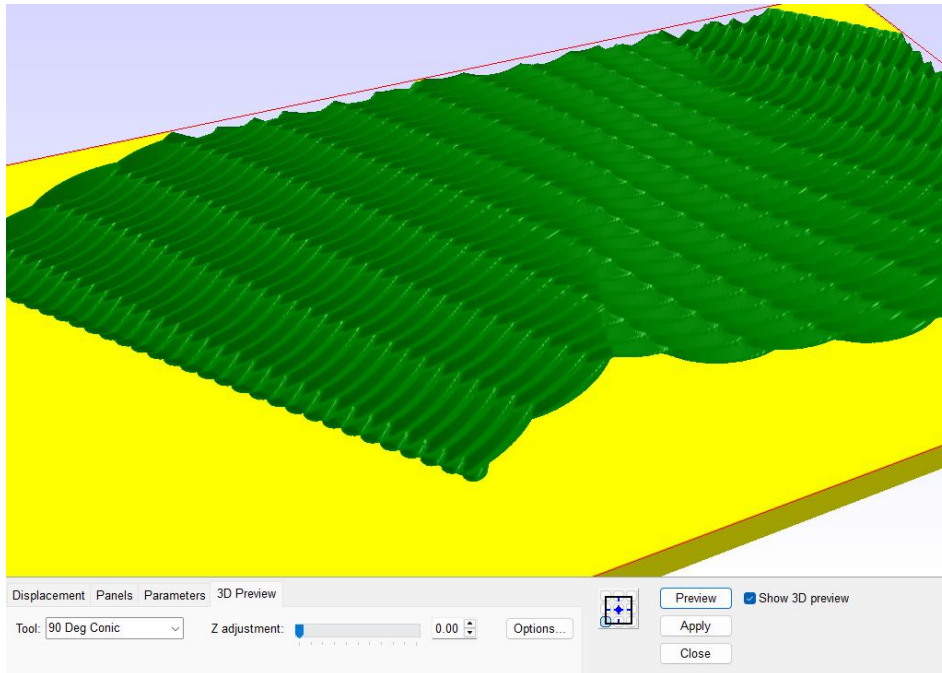 Displacement Panels Parameters 3D Preview
Tool: 90 Deg Conic Z adjustment: 0.00 Options...
Preview Show 3D preview
Apply
Close